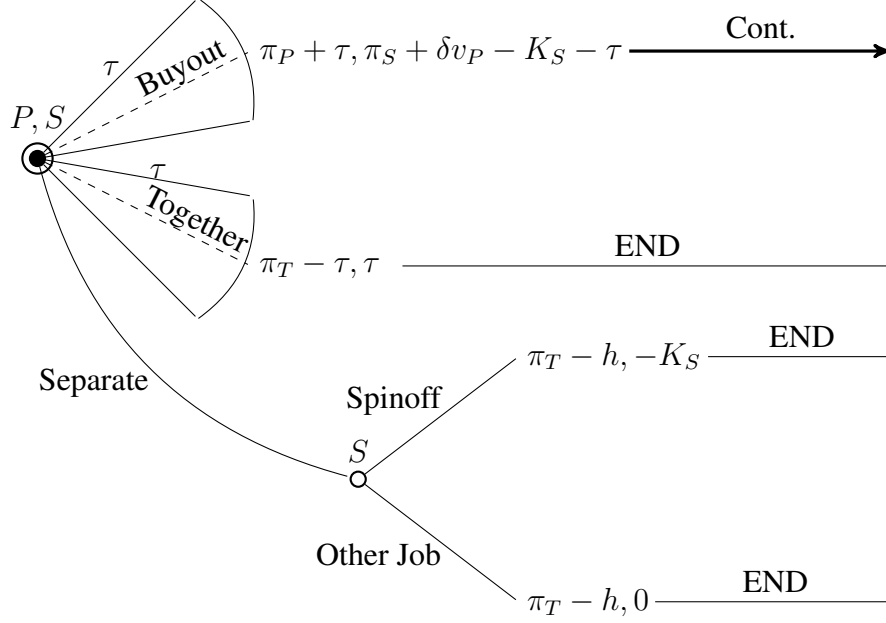 Cont.
τ
Buyout
π_P + τ, π_S + δv_P − K_S − τ
P, S
τ
Together
π_T − τ, τ
END
π_T − h, −K_S
END
Separate
Spinoff
S
Other Job
π_T − h, 0
END